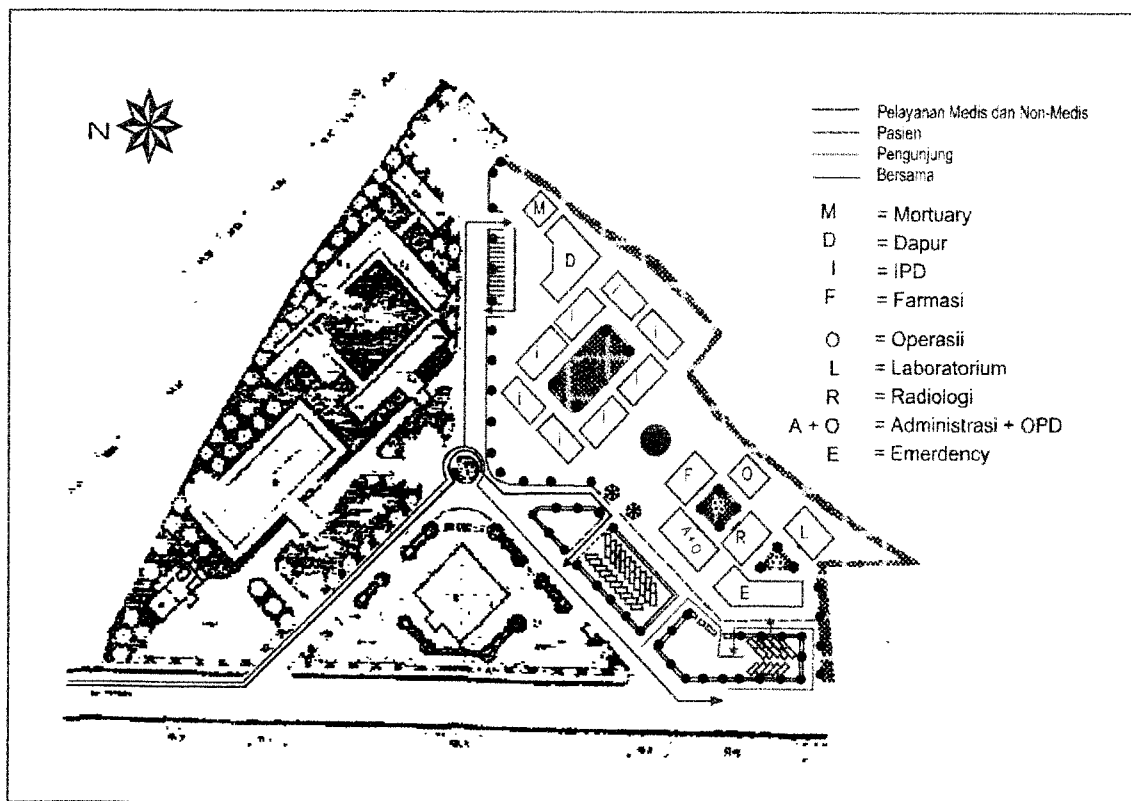 N
Pelayanan Medis dan Non-Medis
Pasien
Pengunjung
Bersama
M = Mortuary
D = Dapur
I = IPD
F = Farmasi
O = Operasii
L = Laboratorium
R = Radiologi
A + O = Administrasi + OPD
E = Emerdency
M
D
I
I
I
I
I
I
I
I
F
O
A+O
R
L
E